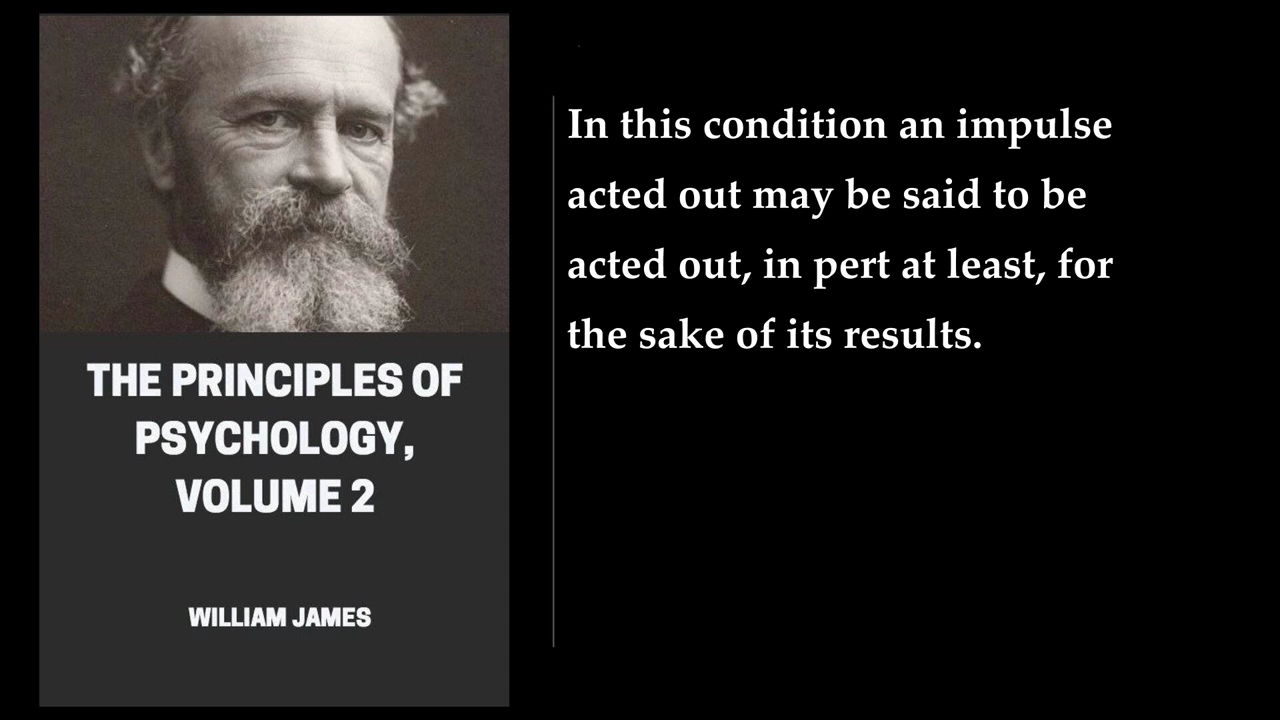 THE PRINCIPLES OF
PSYCHOLOGY,
VOLUME 2
WILLIAM JAMES
In this condition an impulse
acted out may be said to be
acted out, in pert at least, for
the sake of its results.